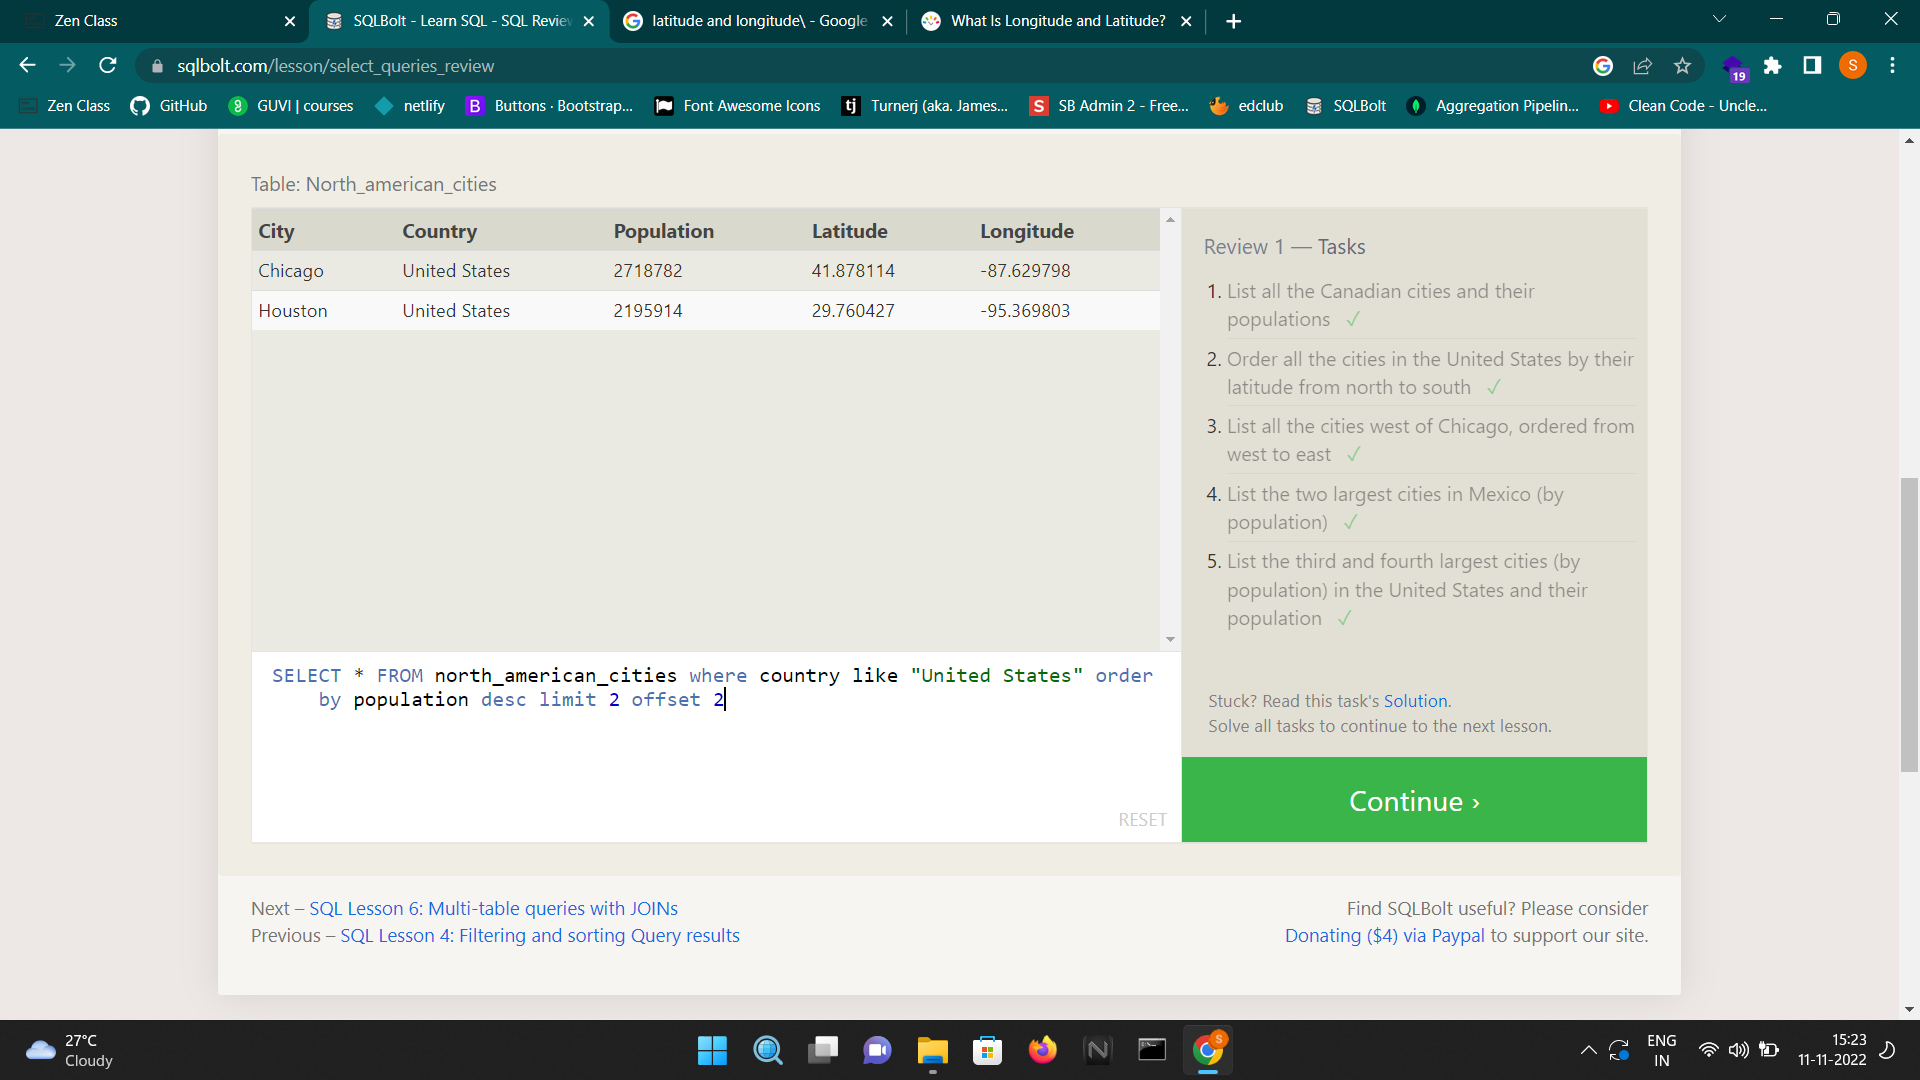 Zen Class
SQLBolt - Learn SQL - SQL Review
latitude and longitude\ - Google
What Is Longitude and Latitude?
sqlbolt.com/lesson/select_queries_review
19
S
Zen Class
GitHub
GUVI | courses
netlify
B Buttons · Bootstrap...
Font Awesome Icons
tj Turnerj (aka. James...
S SB Admin 2 - Free...
edclub
SQLBolt
Aggregation Pipelin...
Clean Code - Uncle...
Table: North_american_cities
City Country Population Latitude Longitude
Chicago United States 2718782 41.878114 -87.629798
Houston United States 2195914 29.760427 -95.369803
Review 1 — Tasks
1. List all the Canadian cities and their
populations ✓
2. Order all the cities in the United States by their
latitude from north to south ✓
3. List all the cities west of Chicago, ordered from
west to east ✓
4. List the two largest cities in Mexico (by
population) ✓
5. List the third and fourth largest cities (by
population) in the United States and their
population ✓
SELECT * FROM north_american_cities where country like "United States" order
by population desc limit 2 offset 2
RESET
Stuck? Read this task's Solution.
Solve all tasks to continue to the next lesson.
Continue ›
Next – SQL Lesson 6: Multi-table queries with JOINs
Previous – SQL Lesson 4: Filtering and sorting Query results
Find SQLBolt useful? Please consider
Donating ($4) via Paypal to support our site.
27°C
Cloudy
S
ENG
IN
15:23
11-11-2022